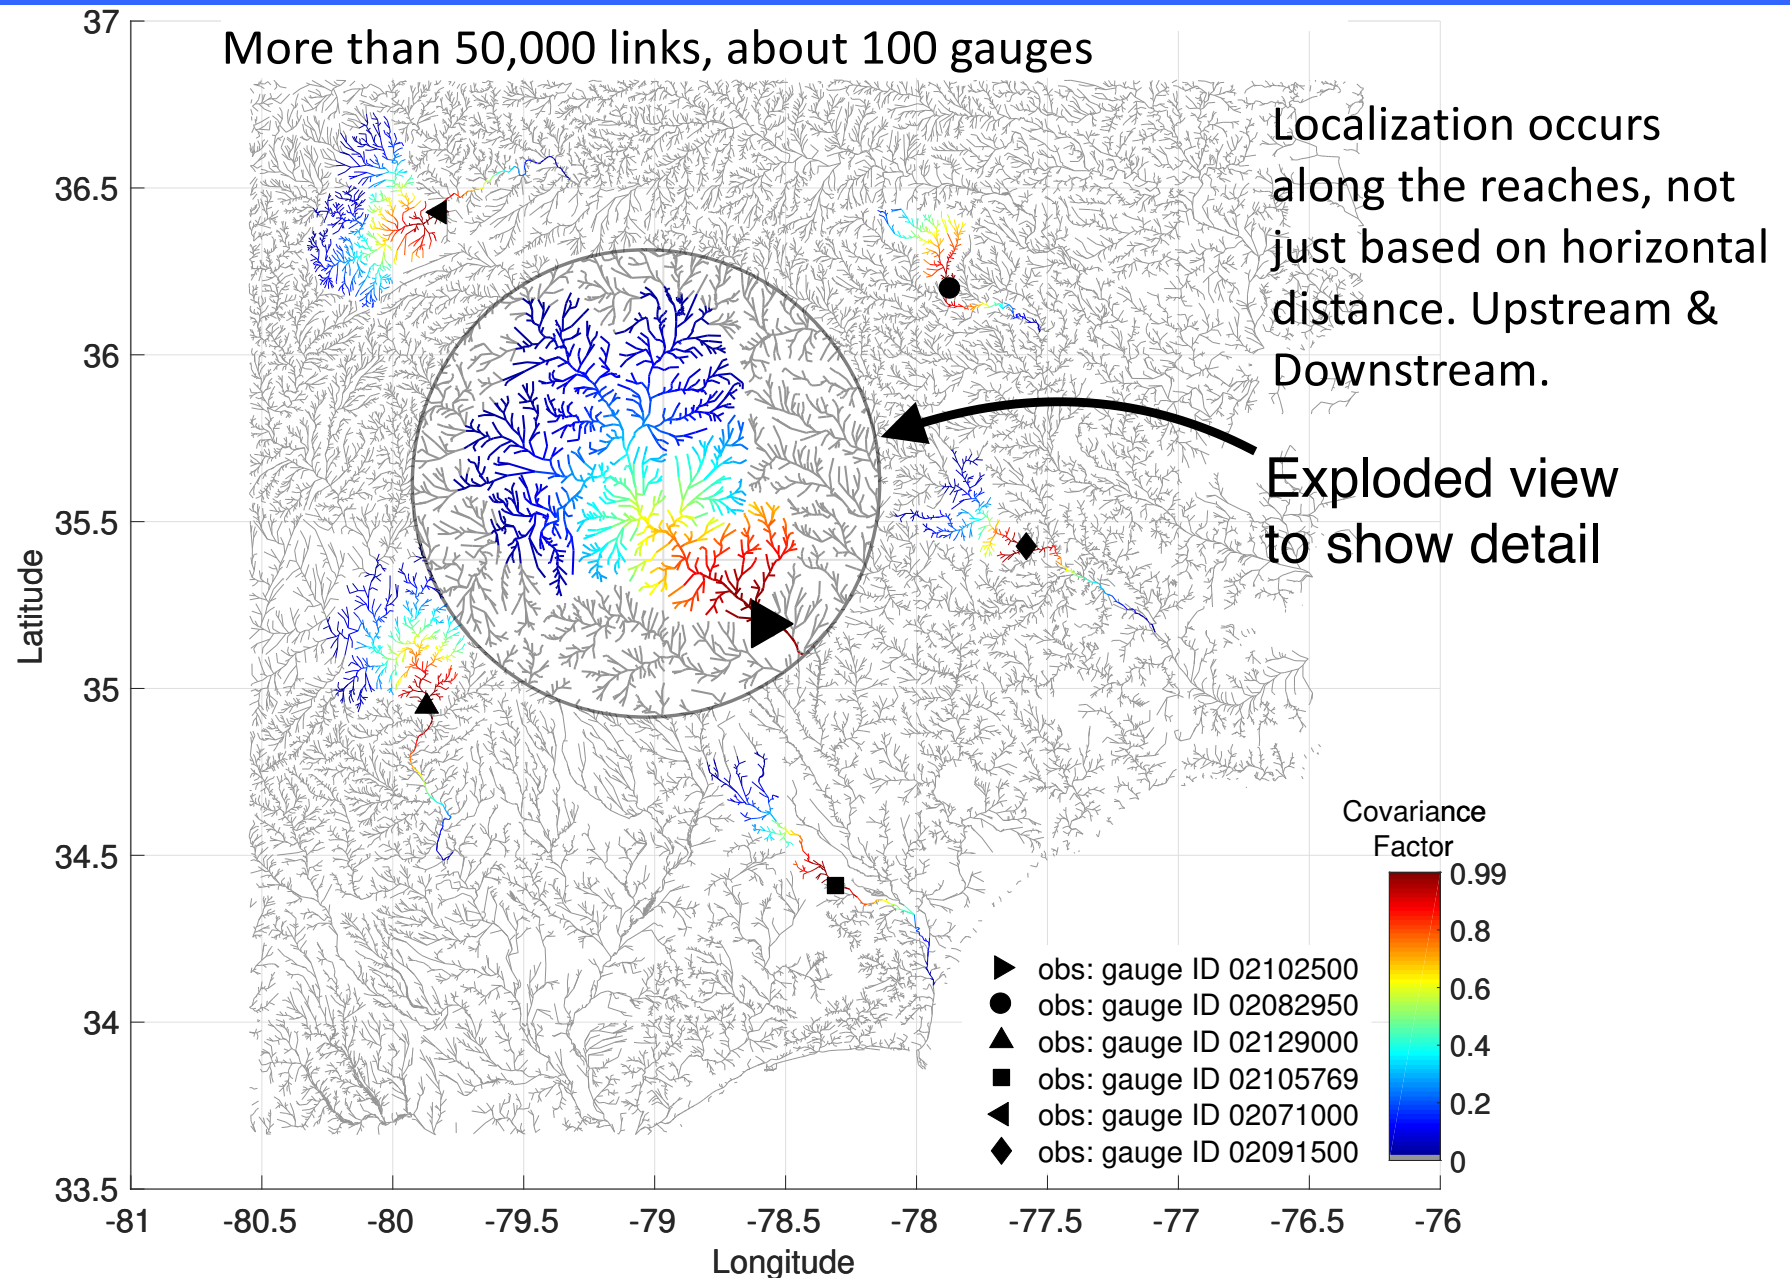 More than 50,000 links, about 100 gauges
Localization occurs
along the reaches, not
just based on horizontal
distance. Upstream &
Downstream.
Exploded view
to show detail
Latitude
37
36.5
36
35.5
35
34.5
34
33.5
-81
-80.5
-80
-79.5
-79
-78.5
-78
-77.5
-77
-76.5
-76
Longitude
Covariance
Factor
0.99
0.8
0.6
0.4
0.2
0
obs: gauge ID 02102500
obs: gauge ID 02082950
obs: gauge ID 02129000
obs: gauge ID 02105769
obs: gauge ID 02071000
obs: gauge ID 02091500